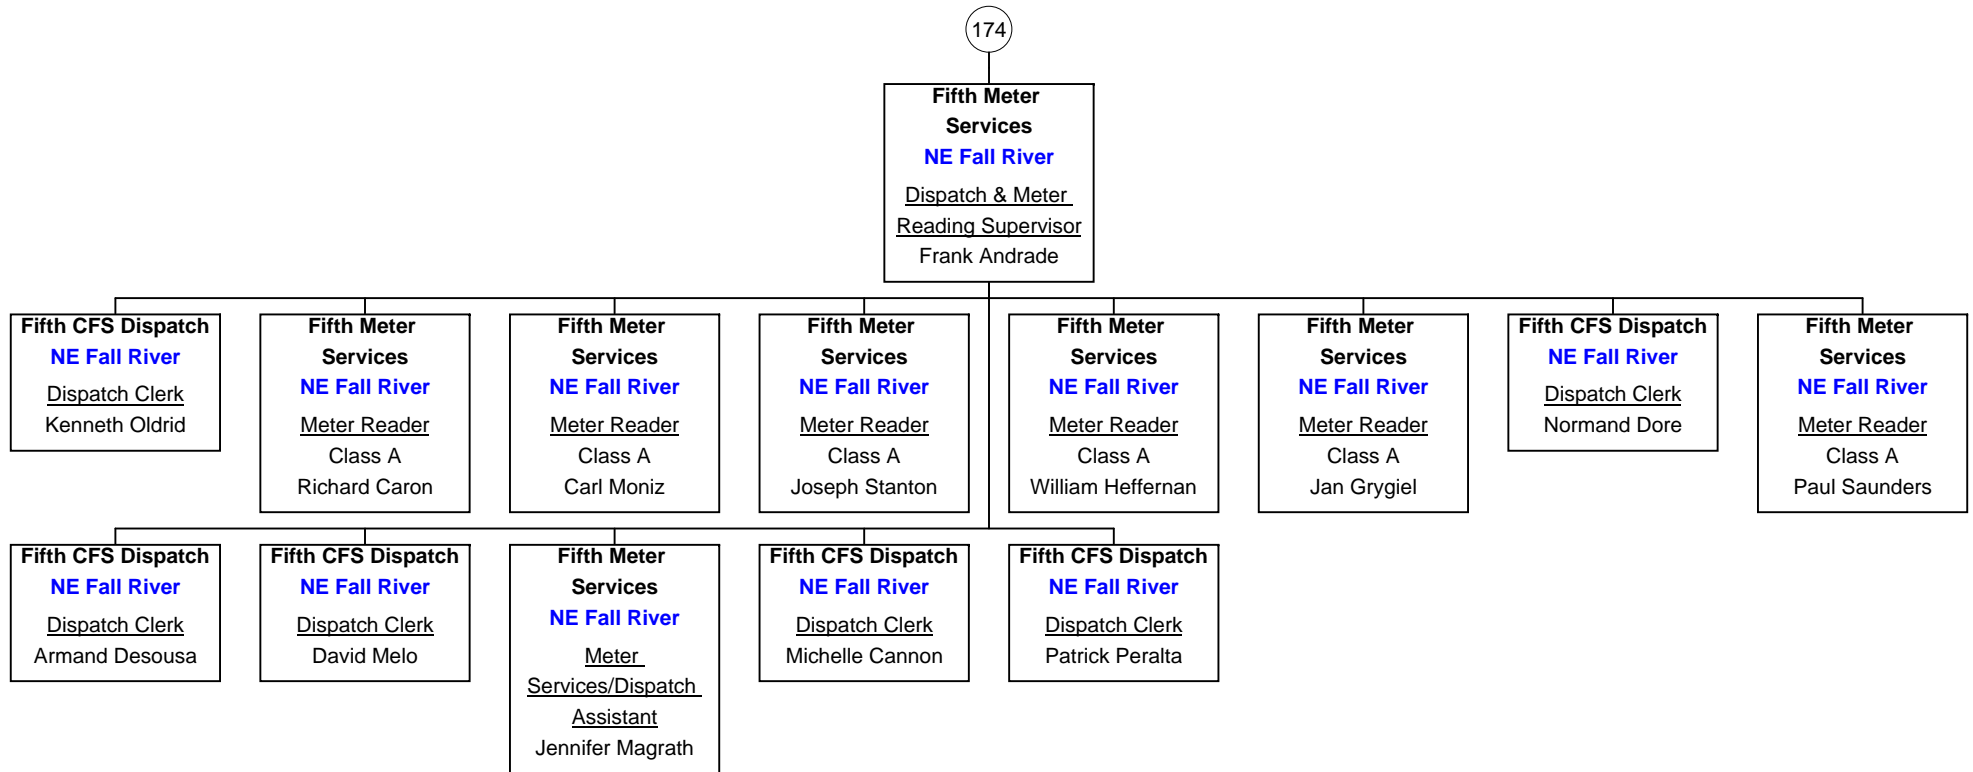 174
Fifth Meter
Services
NE Fall River
Dispatch & Meter
Reading Supervisor
Frank Andrade
Fifth CFS Dispatch
NE Fall River
Dispatch Clerk
Kenneth Oldrid
Fifth Meter
Services
NE Fall River
Meter Reader
Class A
Richard Caron
Fifth Meter
Services
NE Fall River
Meter Reader
Class A
Carl Moniz
Fifth Meter
Services
NE Fall River
Meter Reader
Class A
Joseph Stanton
Fifth Meter
Services
NE Fall River
Meter Reader
Class A
William Heffernan
Fifth Meter
Services
NE Fall River
Meter Reader
Class A
Jan Grygiel
Fifth CFS Dispatch
NE Fall River
Dispatch Clerk
Normand Dore
Fifth Meter
Services
NE Fall River
Meter Reader
Class A
Paul Saunders
Fifth CFS Dispatch
NE Fall River
Dispatch Clerk
Armand Desousa
Fifth CFS Dispatch
NE Fall River
Dispatch Clerk
David Melo
Fifth Meter
Services
NE Fall River
Meter
Services/Dispatch
Assistant
Jennifer Magrath
Fifth CFS Dispatch
NE Fall River
Dispatch Clerk
Michelle Cannon
Fifth CFS Dispatch
NE Fall River
Dispatch Clerk
Patrick Peralta